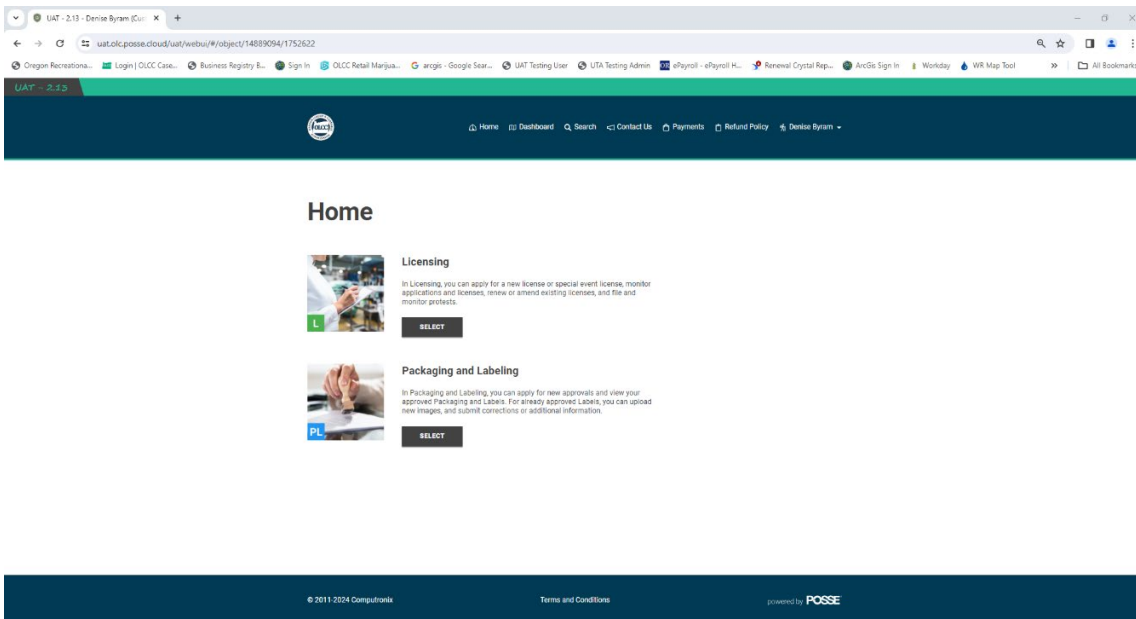 UAT - 2.13 - Denise Byram (Cus
uat.olc.posse.cloud/uat/webui/#/object/14889094/1752622
Oregon Recreationa... Login | OLCC Case... Business Registry B... Sign In OLCC Retail Marijua... arcgis - Google Sear... UAT Testing User UTA Testing Admin ePayroll - ePayroll H... Renewal Crystal Rep... ArcGis Sign In Workday WR Map Tool » All Bookmarks
UAT - 2.13
OLCC Home Dashboard Search Contact Us Payments Refund Policy Denise Byram
Home
Licensing
In Licensing, you can apply for a new license or special event license, monitor
applications and licenses, renew or amend existing licenses, and file and
monitor protests.
L
SELECT
Packaging and Labeling
In Packaging and Labeling, you can apply for new approvals and view your
approved Packaging and Labels. For already approved Labels, you can upload
new images, and submit corrections or additional information.
PL
SELECT
© 2011-2024 Computronix Terms and Conditions powered by POSSE